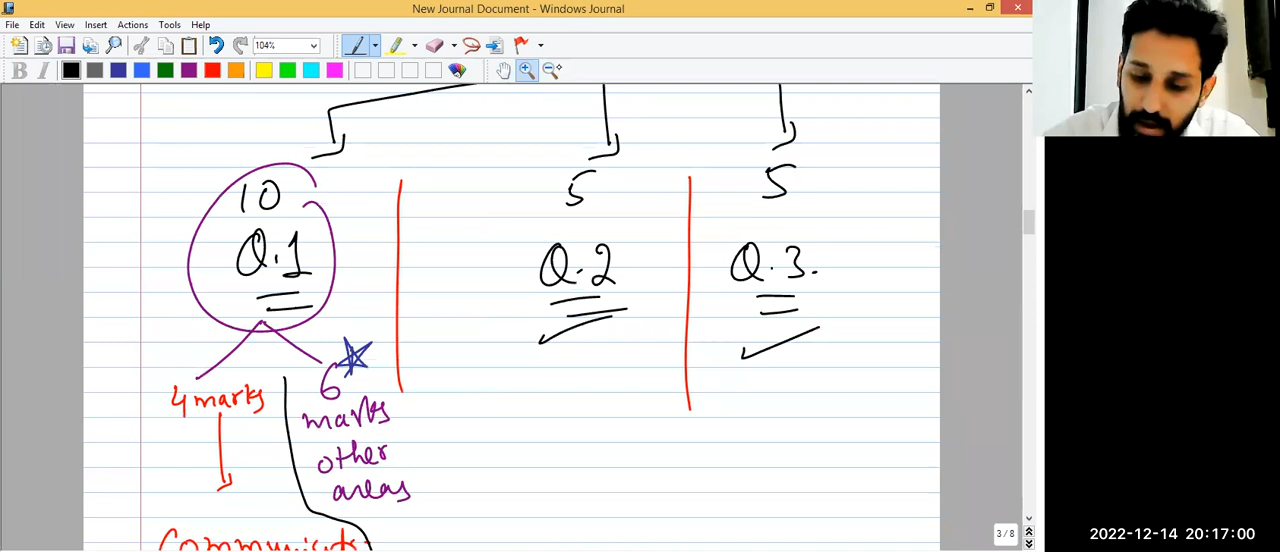 New Journal Document - Windows Journal
File Edit View Insert Actions Tools Help
104%
B I
10 5 5
Q.1 Q.2 Q.3.
4 marks 6
marks
other
areas
3 / 8
2022-12-14 20:17:00